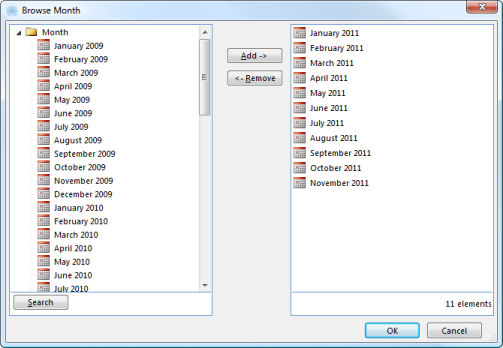 Browse Month
Month
January 2009
February 2009
March 2009
April 2009
May 2009
June 2009
July 2009
August 2009
September 2009
October 2009
November 2009
December 2009
January 2010
February 2010
March 2010
April 2010
May 2010
June 2010
July 2010
Search
Add ->
<- Remove
January 2011
February 2011
March 2011
April 2011
May 2011
June 2011
July 2011
August 2011
September 2011
October 2011
November 2011
11 elements
OK
Cancel